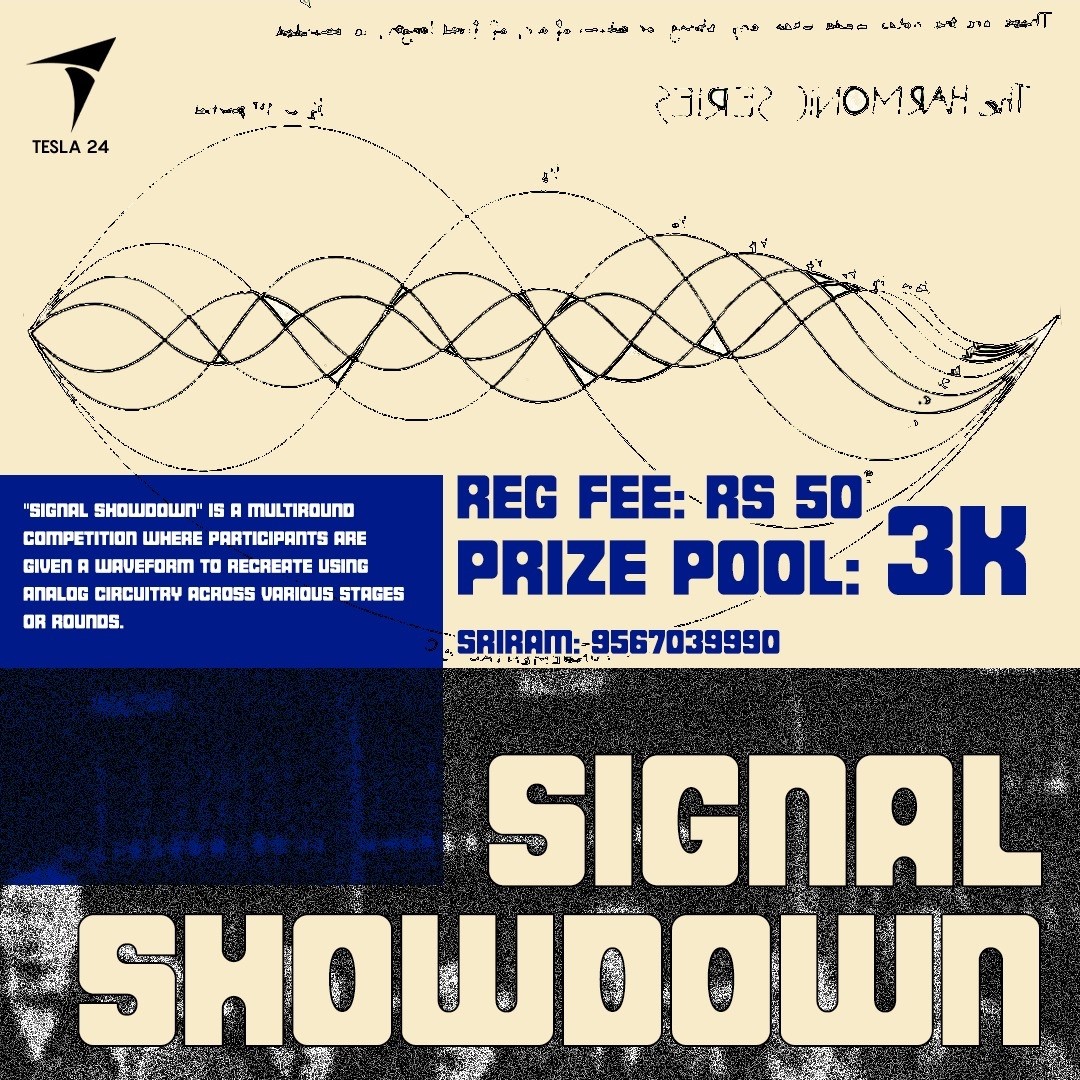 TESLA 24
The HARMONIC SERIES
"SIGNAL SHOWDOWN" IS A MULTIROUND
COMPETITION WHERE PARTICIPANTS ARE
GIVEN A WAVEFORM TO RECREATE USING
ANALOG CIRCUITRY ACROSS VARIOUS STAGES
OR ROUNDS.
REG FEE: RS 50
PRIZE POOL: 3K
SRIRAM: 9567039990
SIGNAL
SHOWDOWN